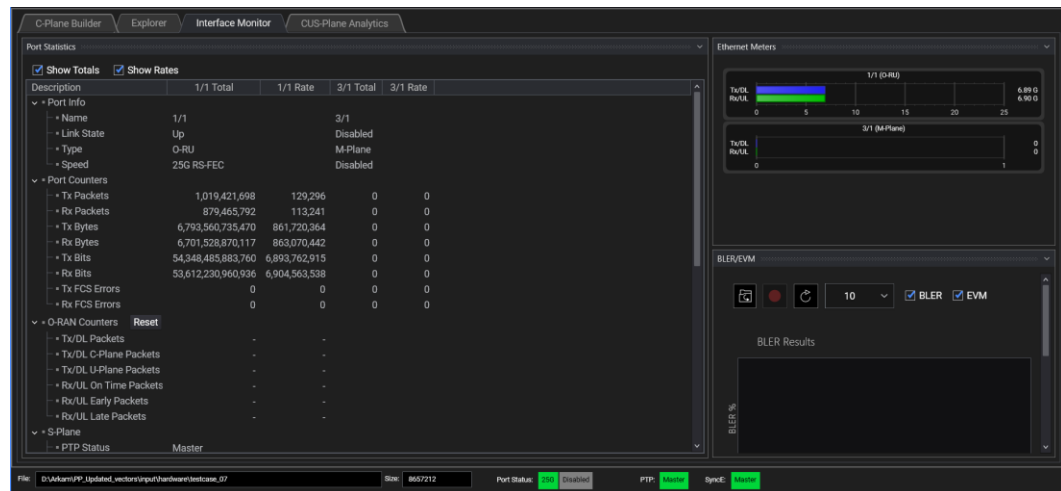 C-Plane Builder Explorer Interface Monitor CUS-Plane Analytics
Port Statistics
Show Totals Show Rates
Description 1/1 Total 1/1 Rate 3/1 Total 3/1 Rate
Port Info
Name 1/1 3/1
Link State Up Disabled
Type O-RU M-Plane
Speed 25G RS-FEC Disabled
Port Counters
Tx Packets 1,019,421,698 129,296 0 0
Rx Packets 879,465,792 113,241 0 0
Tx Bytes 6,793,560,735,470 861,720,364 0 0
Rx Bytes 6,701,528,870,117 863,070,442 0 0
Tx Bits 54,348,485,883,760 6,893,762,915 0 0
Rx Bits 53,612,230,960,936 6,904,563,538 0 0
Tx FCS Errors 0 0 0 0
Rx FCS Errors 0 0 0 0
O-RAN Counters Reset
Tx/DL Packets - -
Tx/DL C-Plane Packets - -
Tx/DL U-Plane Packets - -
Rx/UL On Time Packets - -
Rx/UL Early Packets - -
Rx/UL Late Packets - -
S-Plane
PTP Status Master
Ethernet Meters
1/1 (O-RU)
Tx/DL 6.89 G
Rx/UL 6.90 G
0 5 10 15 20 25
3/1 (M-Plane)
Tx/DL 0
Rx/UL 0
0 1
BLER/EVM
10 BLER EVM
BLER Results
BLER %
File: D:\Arkam\PP_Updated_vectors\input\hardware\testcase_07 Size: 8657212 Port Status: 25G Disabled PTP: Master SyncE: Master